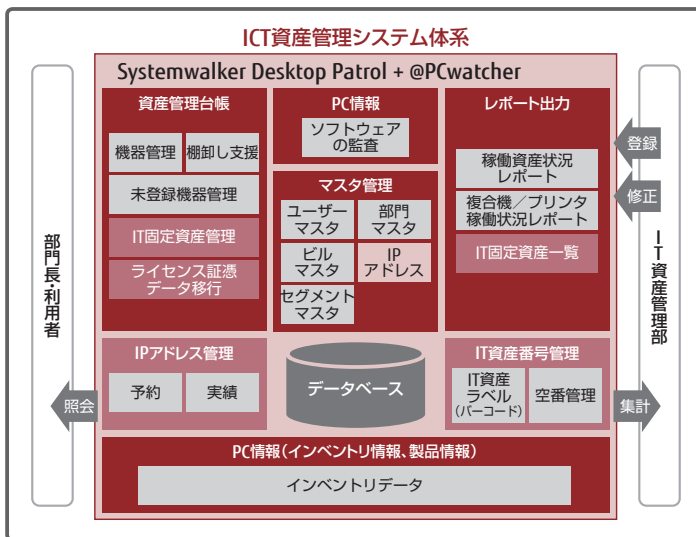 ICT資産管理システム体系
Systemwalker Desktop Patrol + @PCwatcher
資産管理台帳
機器管理
棚卸し支援
未登録機器管理
IT固定資産管理
ライセンス証憑
データ移行
PC情報
ソフトウェア
の監査
マスタ管理
ユーザー
マスタ
部門
マスタ
ビル
マスタ
IP
アドレス
セグメント
マスタ
レポート出力
稼働資産状況
レポート
複合機／プリンタ
稼働状況レポート
IT固定資産一覧
登録
修正
部門長・利用者
IT資産管理部
IPアドレス管理
予約
実績
データベース
IT資産番号管理
IT資産
ラベル
(バーコード)
空番管理
照会
集計
PC情報(インベントリ情報、製品情報)
インベントリデータ